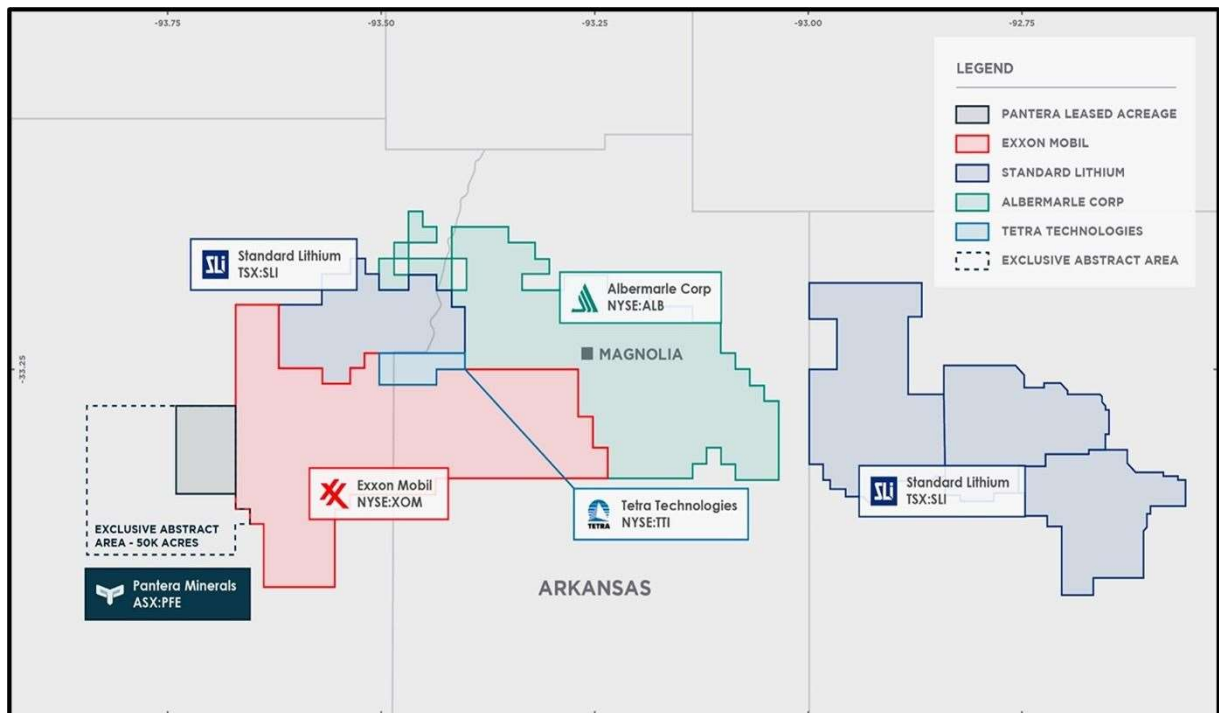 -93.75
-93.50
-93.25
-93.00
-92.75
LEGEND
PANTERA LEASED ACREAGE
EXXON MOBIL
STANDARD LITHIUM
ALBERMARLE CORP
TETRA TECHNOLOGIES
EXCLUSIVE ABSTRACT AREA
SLi
Standard Lithium
TSX:SLI
Albermarle Corp
NYSE:ALB
MAGNOLIA
-33.25
Exxon Mobil
NYSE:XOM
TETRA
Tetra Technologies
NYSE:TTI
SLi
Standard Lithium
TSX:SLI
EXCLUSIVE ABSTRACT
AREA - 50K ACRES
Pantera Minerals
ASX:PFE
ARKANSAS